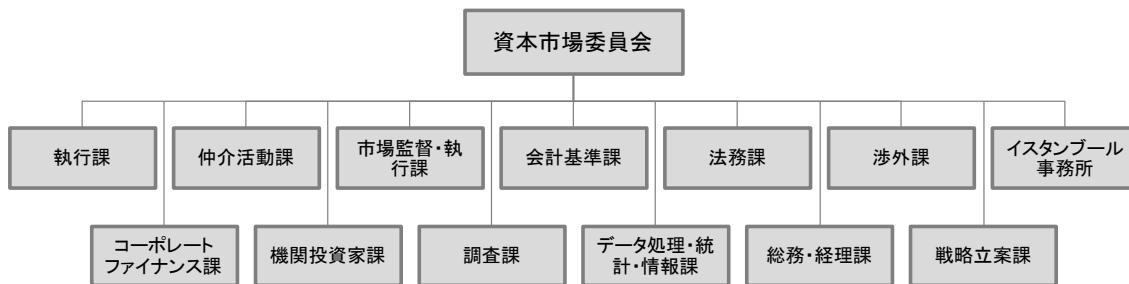 資本市場委員会
執行課
仲介活動課
市場監督・執
行課
会計基準課
法務課
渉外課
イスタンブール
事務所
コーポレート
ファイナンス課
機関投資家課
調査課
データ処理・統
計・情報課
総務・経理課
戦略立案課